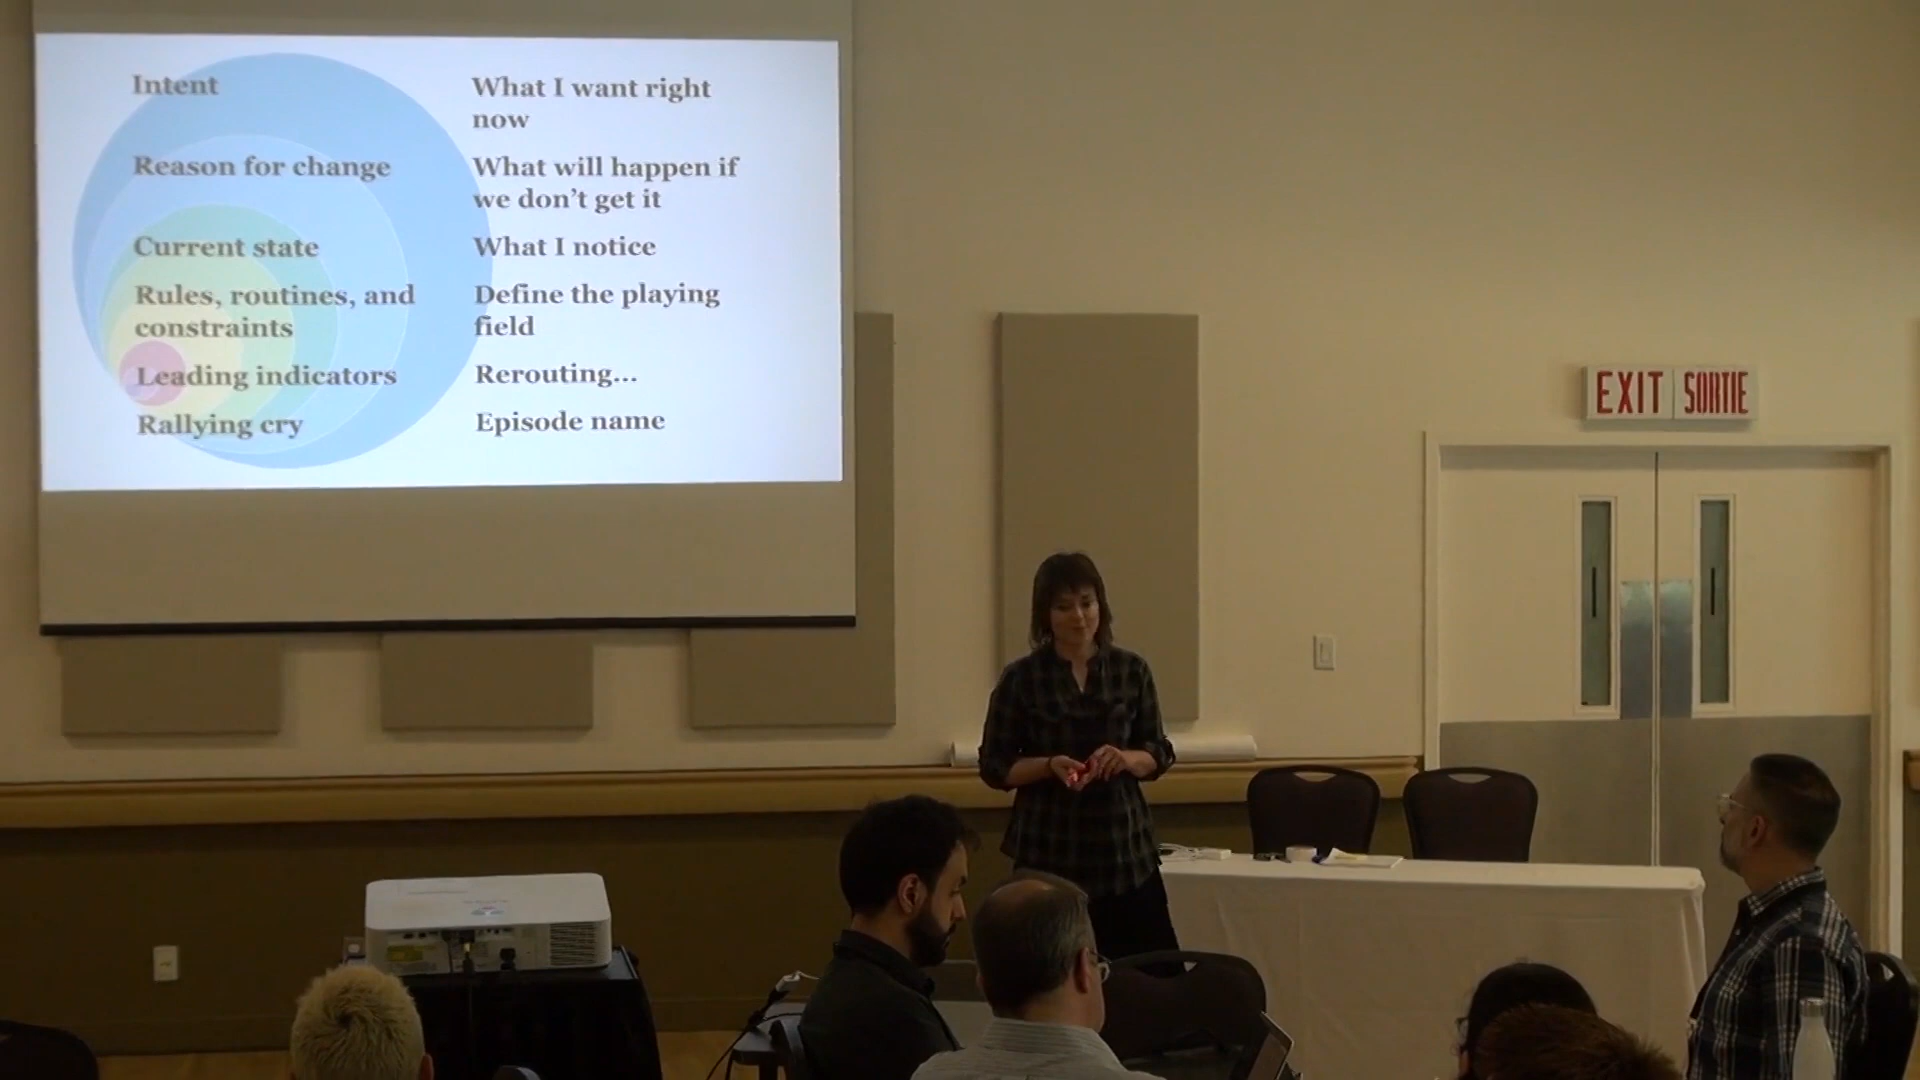 Intent
What I want right
now
Reason for change
What will happen if
we don't get it
Current state
What I notice
Rules, routines, and
constraints
Define the playing
field
Leading indicators
Rerouting...
Rallying cry
Episode name
EXIT SORTIE